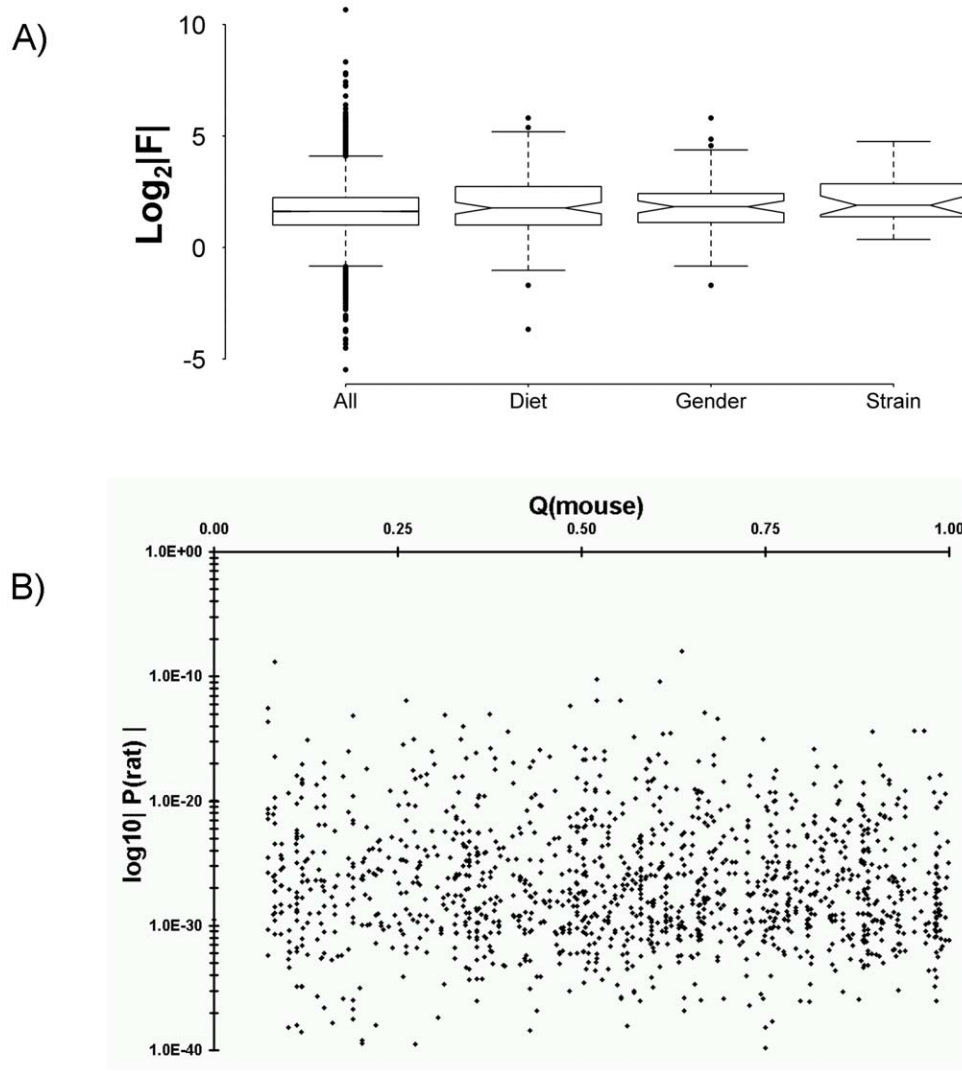 A)
Log2|F|
10
5
0
-5
All Diet Gender Strain
B)
Q(mouse)
0.00 0.25 0.50 0.75 1.00
log10| P(rat) |
1.0E+00
1.0E-10
1.0E-20
1.0E-30
1.0E-40